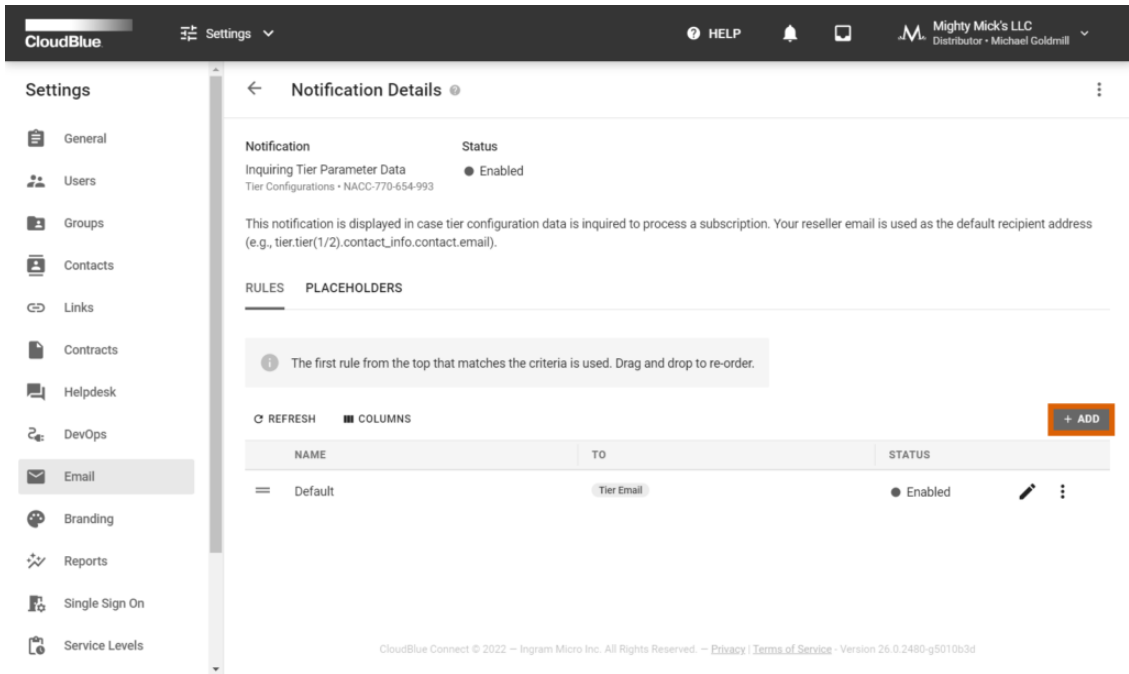 CloudBlue
Settings
HELP
Mighty Mick's LLC
Distributor • Michael Goldmill
Settings
General
Users
Groups
Contacts
Links
Contracts
Helpdesk
DevOps
Email
Branding
Reports
Single Sign On
Service Levels
Notification Details
Notification
Status
Inquiring Tier Parameter Data
Enabled
Tier Configurations • NACC-770-654-993
This notification is displayed in case tier configuration data is inquired to process a subscription. Your reseller email is used as the default recipient address
(e.g., tier.tier(1/2).contact_info.contact.email).
RULES PLACEHOLDERS
The first rule from the top that matches the criteria is used. Drag and drop to re-order.
REFRESH COLUMNS + ADD
NAME TO STATUS
Default Tier Email Enabled
CloudBlue Connect © 2022 — Ingram Micro Inc. All Rights Reserved. — Privacy | Terms of Service - Version 26.0.2480-g5010b3d